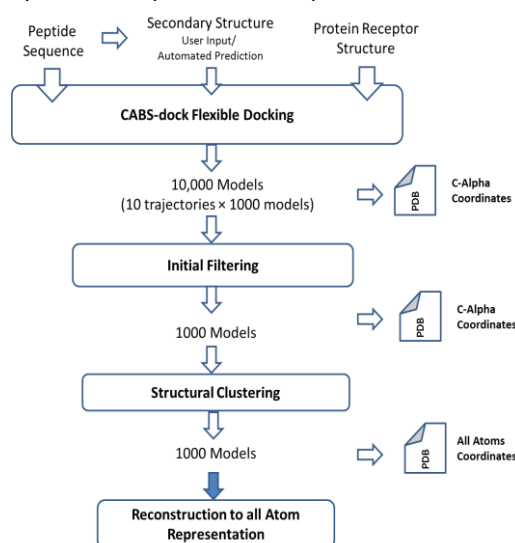 Peptide
Sequence
Secondary Structure
User Input/
Automated Prediction
Protein Receptor
Structure
CABS-dock Flexible Docking
10,000 Models
(10 trajectories × 1000 models)
PDB
C-Alpha
Coordinates
Initial Filtering
1000 Models
PDB
C-Alpha
Coordinates
Structural Clustering
1000 Models
PDB
All Atoms
Coordinates
Reconstruction to all Atom
Representation